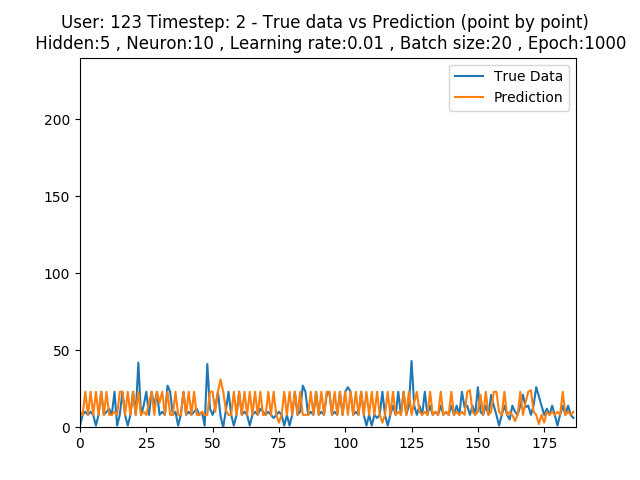 User: 123 Timestep: 2 - True data vs Prediction (point by point)
Hidden:5 , Neuron:10 , Learning rate:0.01 , Batch size:20 , Epoch:1000
True Data
Prediction
200
150
100
50
0
0 25 50 75 100 125 150 175